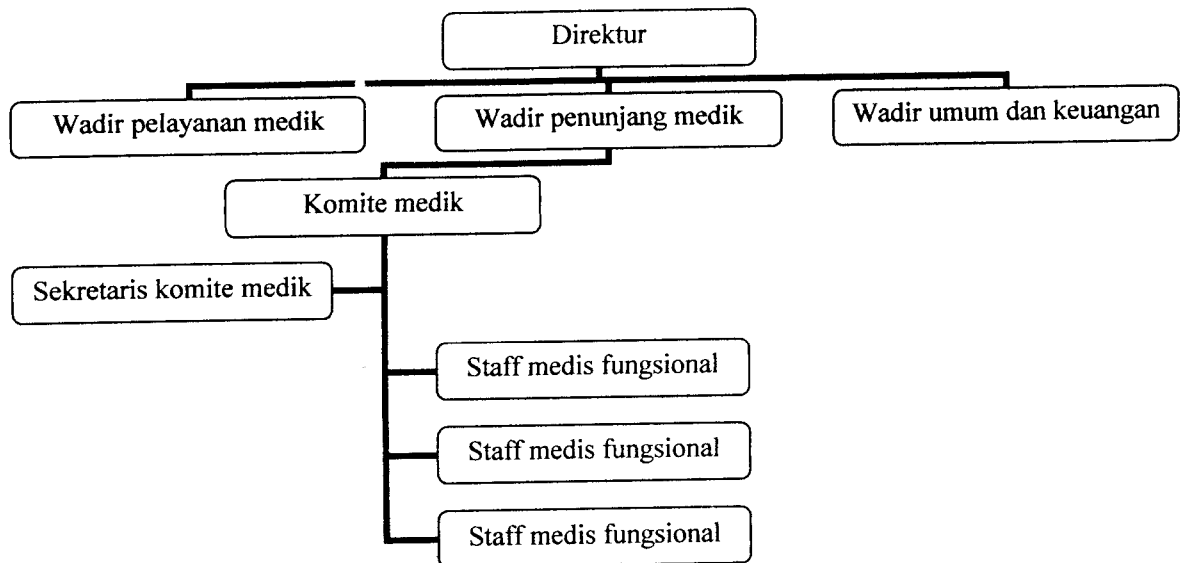 Direktur
Wadir pelayanan medik
Wadir penunjang medik
Wadir umum dan keuangan
Komite medik
Sekretaris komite medik
Staff medis fungsional
Staff medis fungsional
Staff medis fungsional